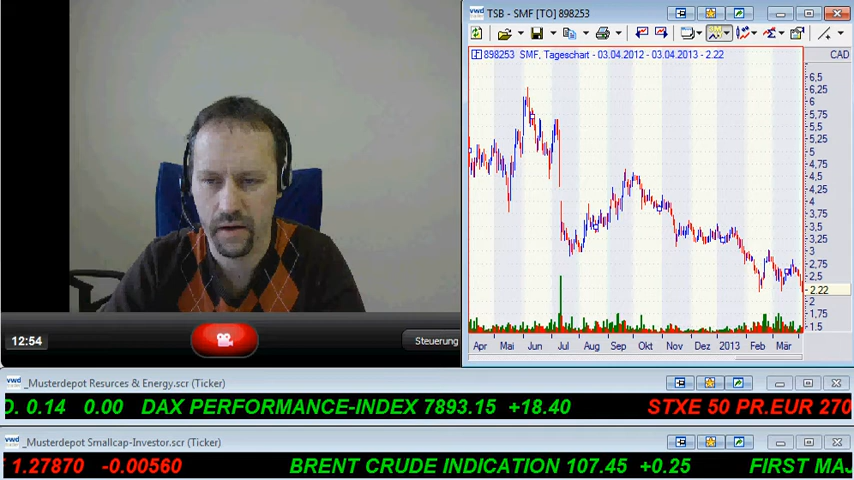 vwd TSB - SMF [TO] 898253
898253 SMF, Tageschart - 03.04.2012 - 03.04.2013 - 2.22 CAD
6,5
6,25
6
5,75
5,5
5,25
5
4,75
4,5
4,25
4
3,75
3,5
3,25
3
2,75
2,5
2.22
2
1,75
1.5
Apr Mai Jun Jul Aug Sep Okt Nov Dez 2013 Feb Mär
12:54
Steuerung
vwd _Musterdepot Resurces & Energy.scr (Ticker)
0.14 0.00 DAX PERFORMANCE-INDEX 7893.15 +18.40 STXE 50 PR.EUR 270
vwd _Musterdepot Smallcap-Investor.scr (Ticker)
1.27870 -0.00560 BRENT CRUDE INDICATION 107.45 +0.25 FIRST MAJ